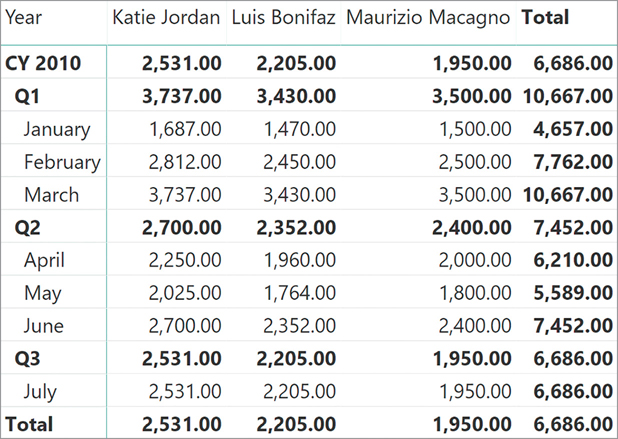 Year Katie Jordan Luis Bonifaz Maurizio Macagno Total
CY 2010 2,531.00 2,205.00 1,950.00 6,686.00
Q1 3,737.00 3,430.00 3,500.00 10,667.00
January 1,687.00 1,470.00 1,500.00 4,657.00
February 2,812.00 2,450.00 2,500.00 7,762.00
March 3,737.00 3,430.00 3,500.00 10,667.00
Q2 2,700.00 2,352.00 2,400.00 7,452.00
April 2,250.00 1,960.00 2,000.00 6,210.00
May 2,025.00 1,764.00 1,800.00 5,589.00
June 2,700.00 2,352.00 2,400.00 7,452.00
Q3 2,531.00 2,205.00 1,950.00 6,686.00
July 2,531.00 2,205.00 1,950.00 6,686.00
Total 2,531.00 2,205.00 1,950.00 6,686.00